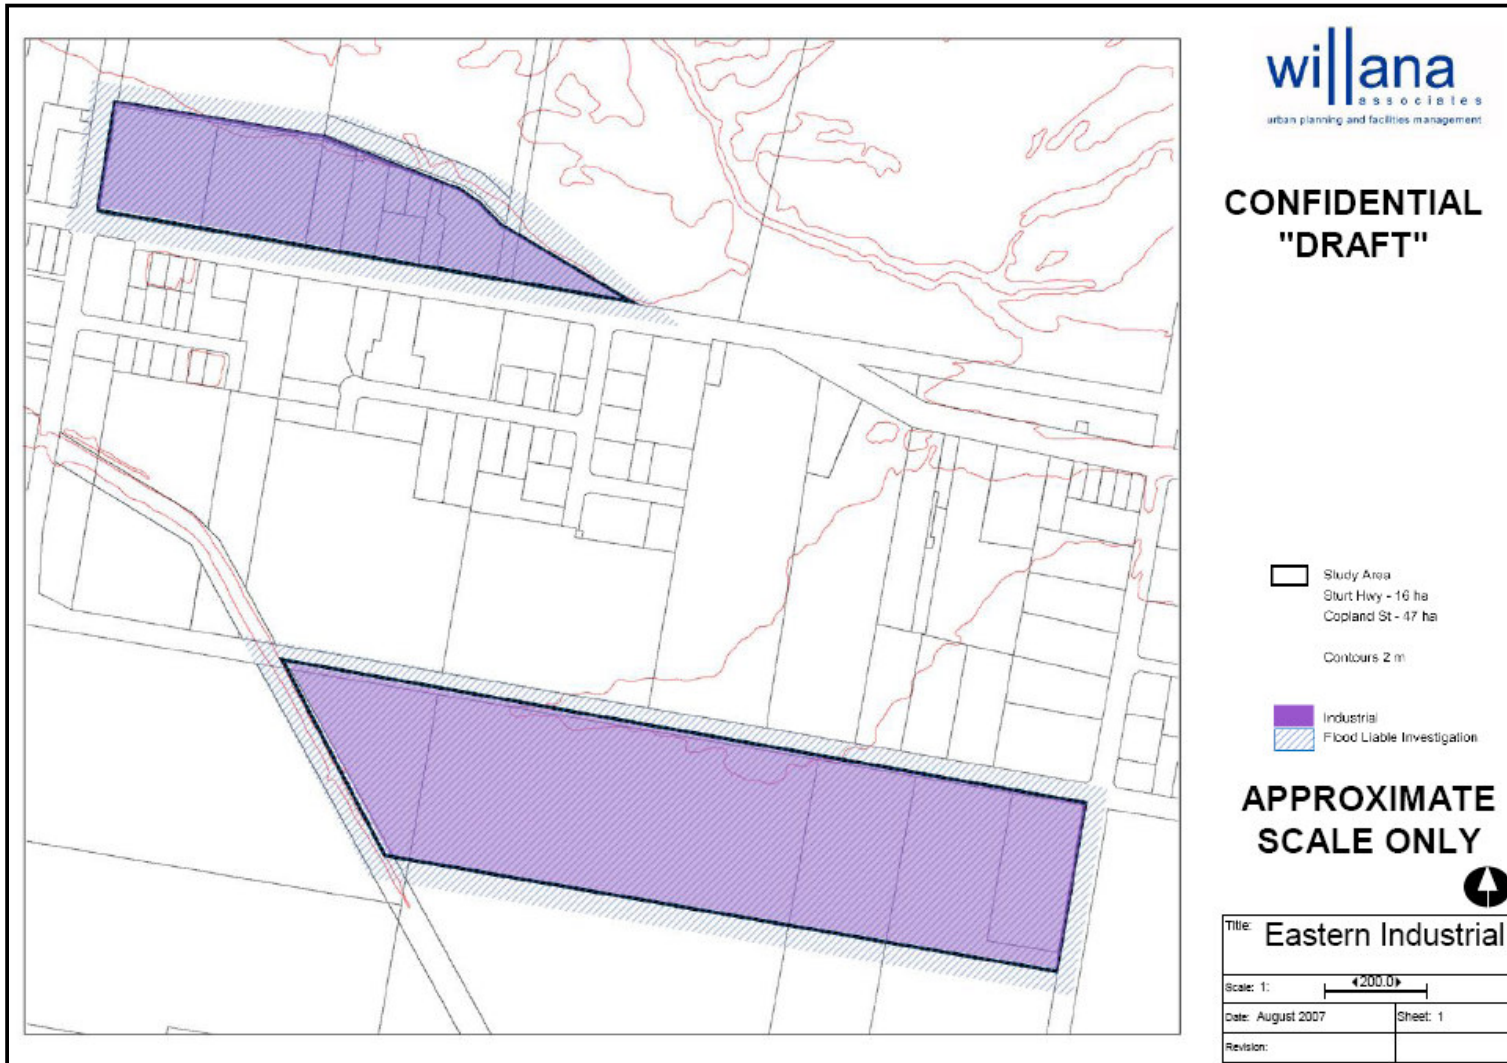 willana
associates
urban planning and facilities management
CONFIDENTIAL
"DRAFT"
Study Area
Sturt Hwy - 16 ha
Copland St - 47 ha
Contours 2 m
Industrial
Flood Liable Investigation
APPROXIMATE
SCALE ONLY
Title: Eastern Industrial
Scale: 1: 200.0
Date: August 2007 Sheet: 1
Revision: